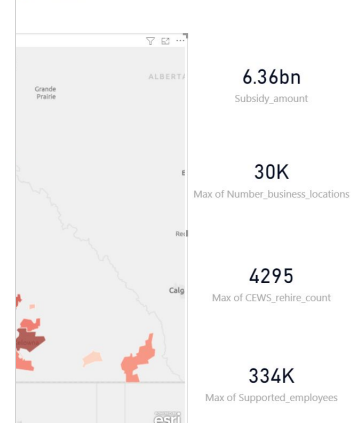 ALBERTA
Grande
Prairie
E
Red
Calg
esri
6.36bn
Subsidy_amount
30K
Max of Number_business_locations
4295
Max of CEWS_rehire_count
334K
Max of Supported_employees